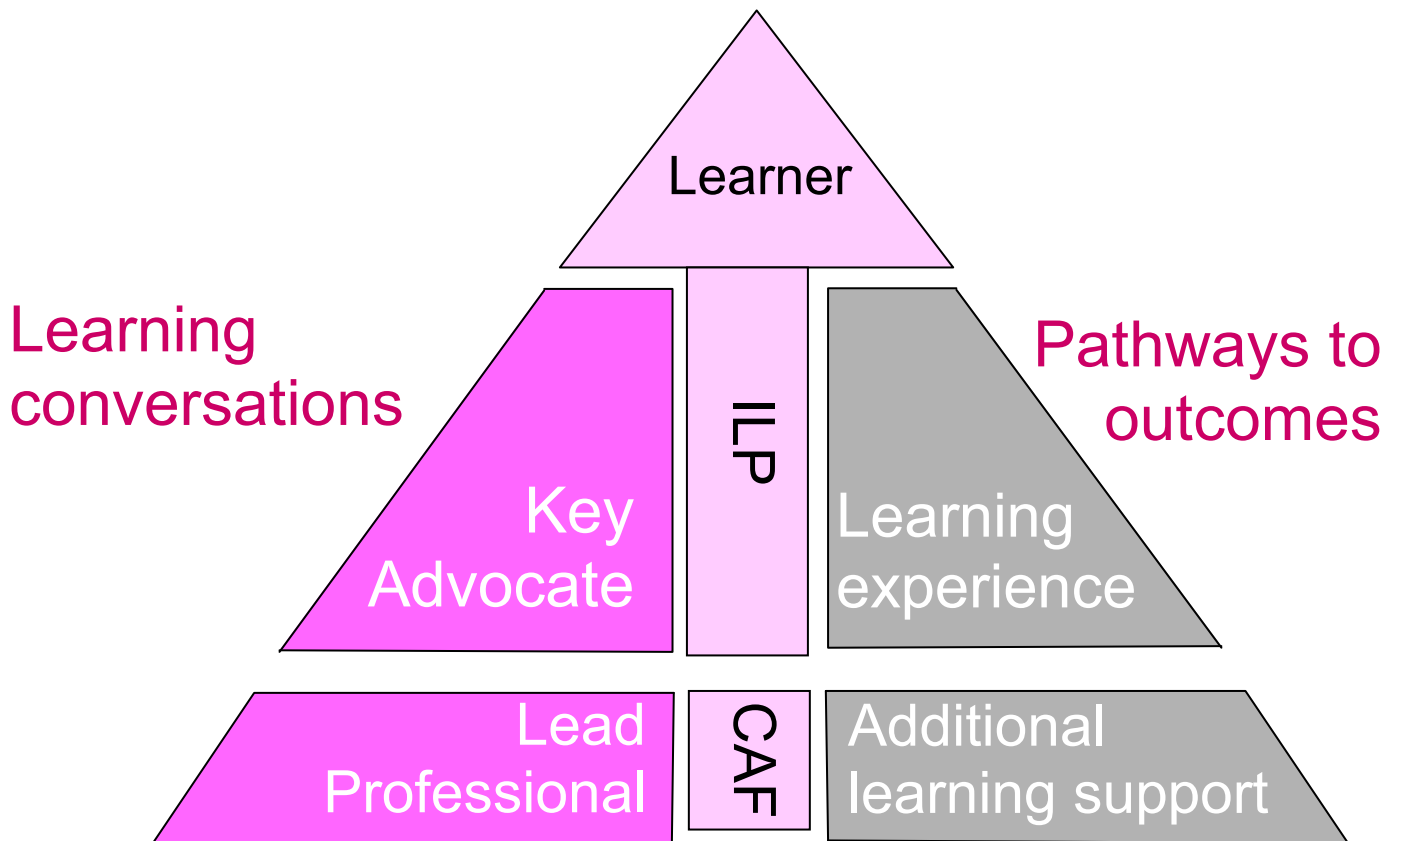 Learner
Learning
conversations
Pathways to
outcomes
ILP
Key
Advocate
Learning
experience
Lead
Professional
CAF
Additional
learning support